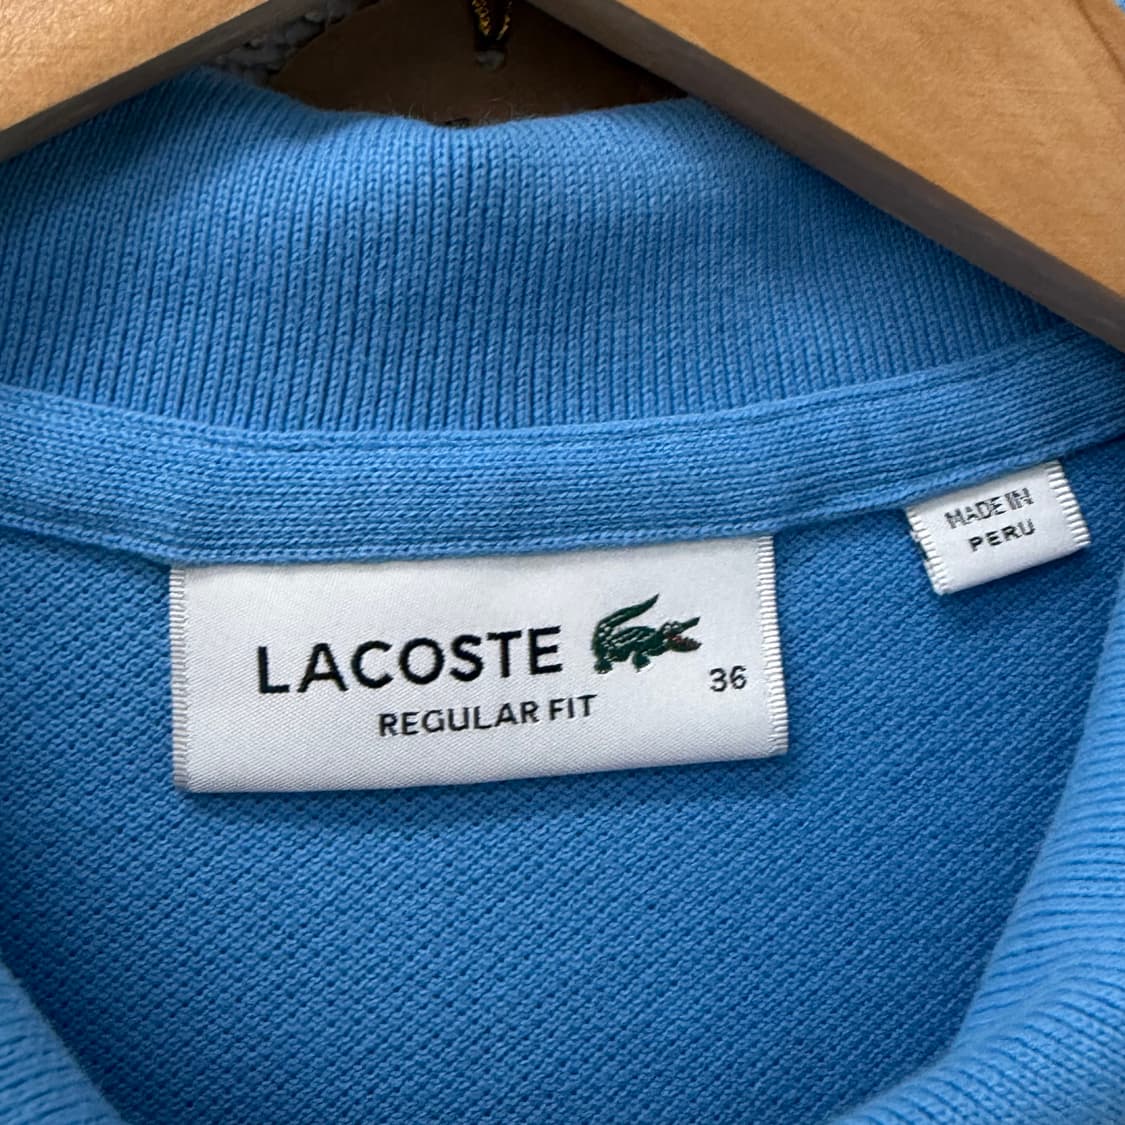 MADE IN
PERU
LACOSTE
36
REGULAR FIT